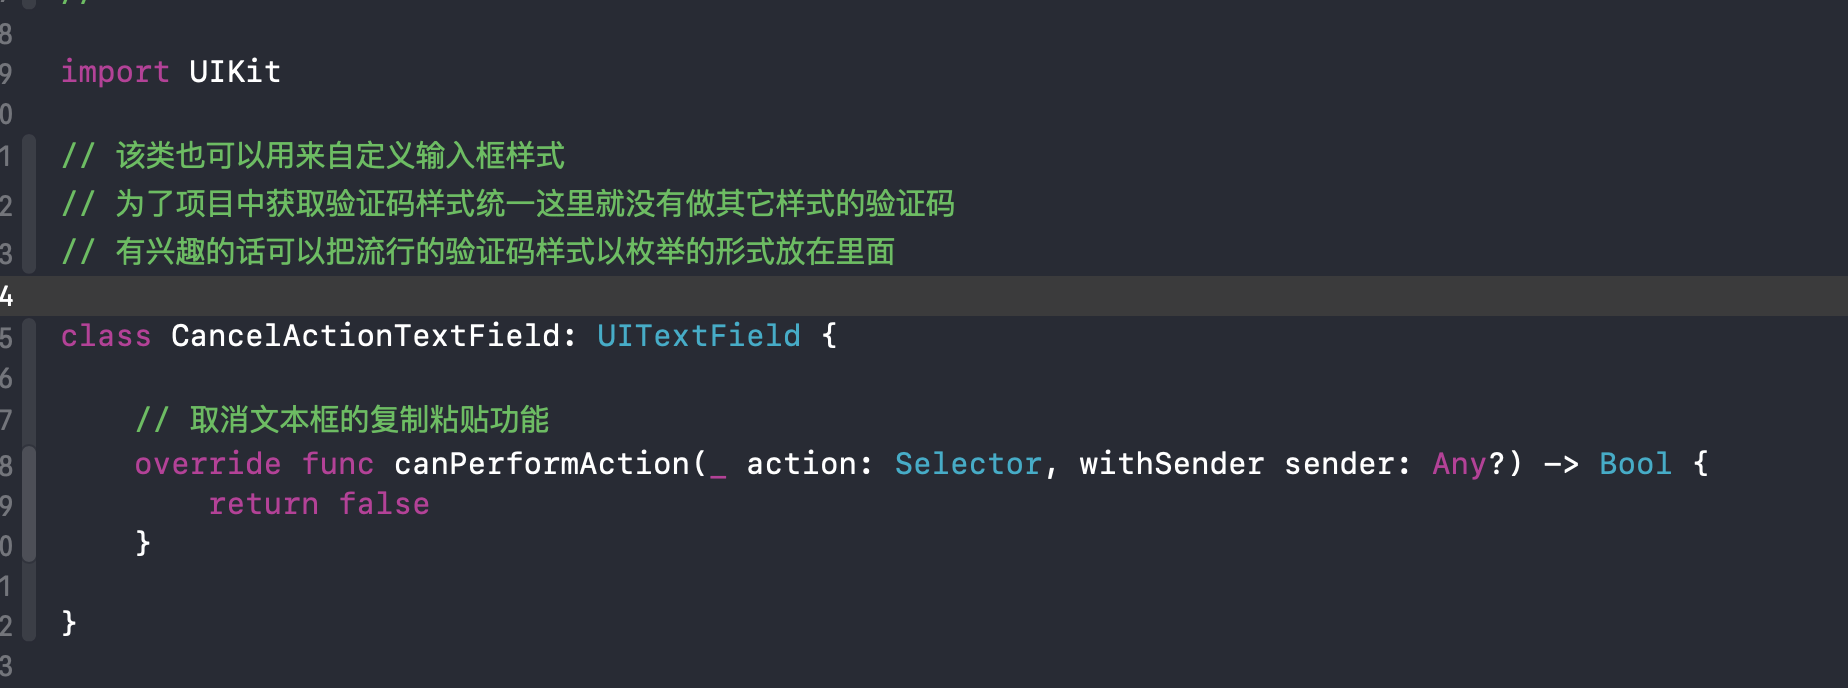 //
8
9 import UIKit
0
1 // 该类也可以用来自定义输入框样式
2 // 为了项目中获取验证码样式统一这里就没有做其它样式的验证码
3 // 有兴趣的话可以把流行的验证码样式以枚举的形式放在里面
4
5 class CancelActionTextField: UITextField {
6
7 // 取消文本框的复制粘贴功能
8 override func canPerformAction(_ action: Selector, withSender sender: Any?) -> Bool {
9 return false
0 }
1
2 }
3